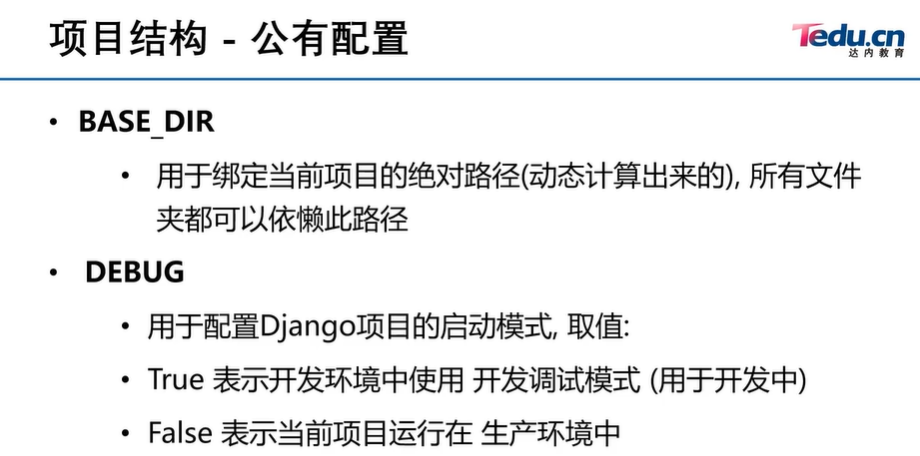 项目结构 - 公有配置
Tedu.cn
达内教育
• BASE_DIR
• 用于绑定当前项目的绝对路径(动态计算出来的), 所有文件
夹都可以依懒此路径
• DEBUG
• 用于配置Django项目的启动模式, 取值:
• True 表示开发环境中使用 开发调试模式 (用于开发中)
• False 表示当前项目运行在 生产环境中